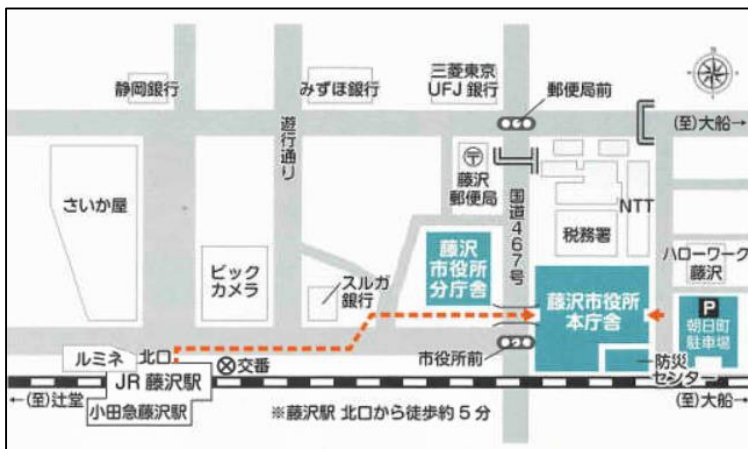 静岡銀行
みずほ銀行
三菱東京
UFJ 銀行
郵便局前
N
(至)大船→
遊行通り
さいか屋
〒
藤沢
郵便局
国道467号
NTT
税務署
ハローワーク
藤沢
ビック
カメラ
スルガ
銀行
藤沢
市役所
分庁舎
藤沢市役所
本庁舎
P
朝日町
駐車場
ルミネ
北口
交番
市役所前
防災
センター
JR 藤沢駅
←(至)辻堂
小田急藤沢駅
※藤沢駅 北口から徒歩約 5 分
(至)大船→